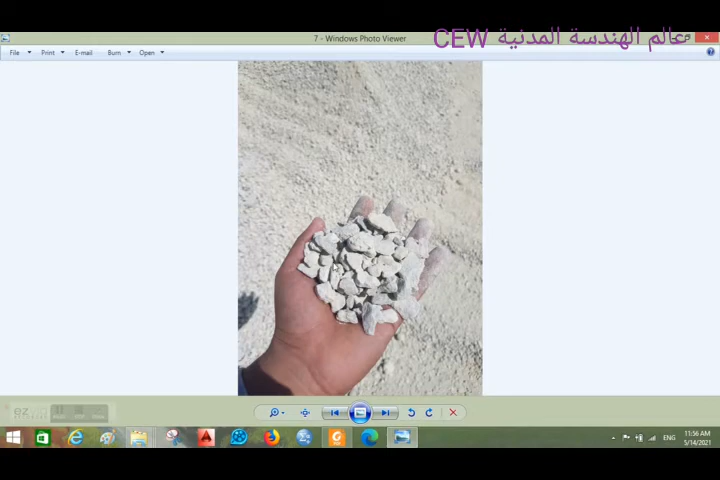 7 - Windows Photo Viewer
عالم الهندسة المدنية CEW
File Print E-mail Burn Open
ez
ENG
11:56 AM
5/14/2021